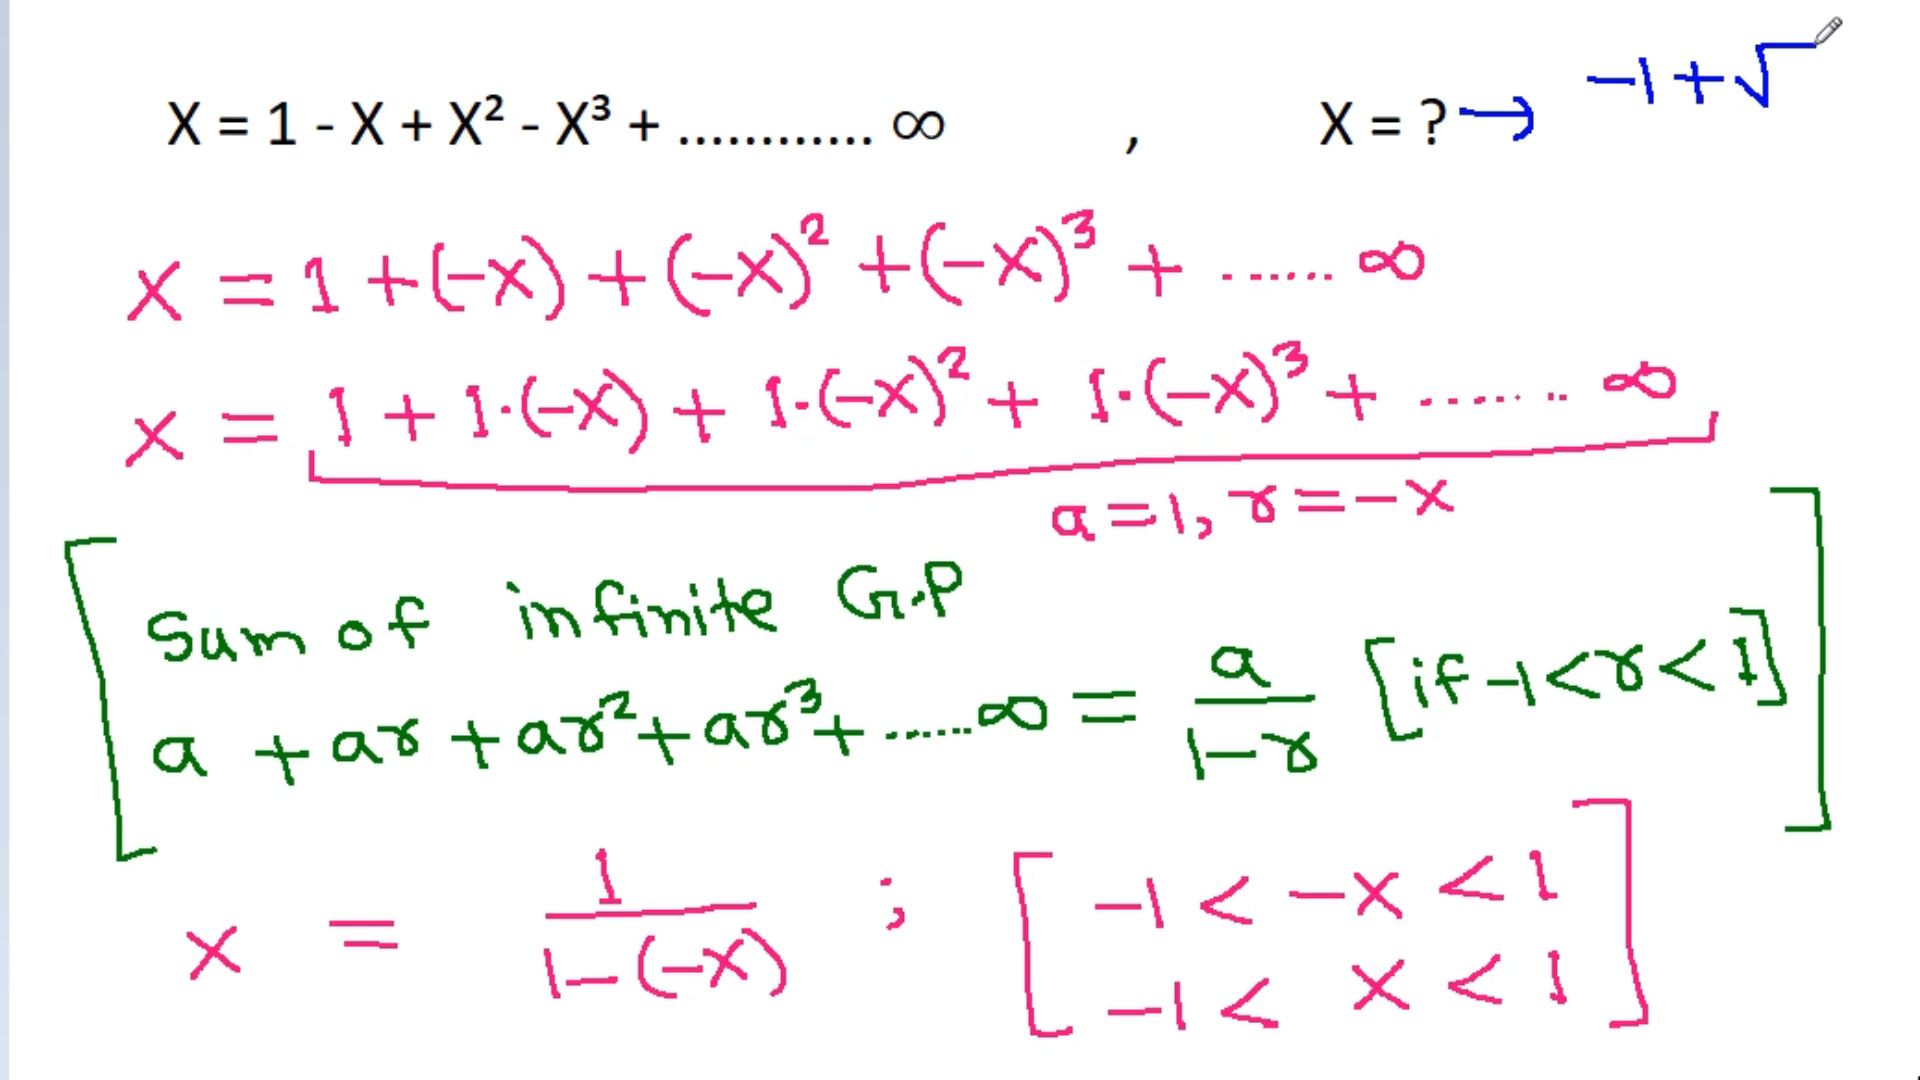 X = 1 - X + X² - X³ + ............ ∞ , X = ? → -1+√
x = 1 + (-x) + (-x)² + (-x)³ + ...... ∞
x = 1 + 1·(-x) + 1·(-x)² + 1·(-x)³ + ........ ∞
a = 1, r = -x
Sum of infinite G.P
a + ar + ar² + ar³ + ......∞ = a/1-r [if -1 < r < 1]
x = 1/1-(-x) ; [-1 < -x < 1
-1 < x < 1]